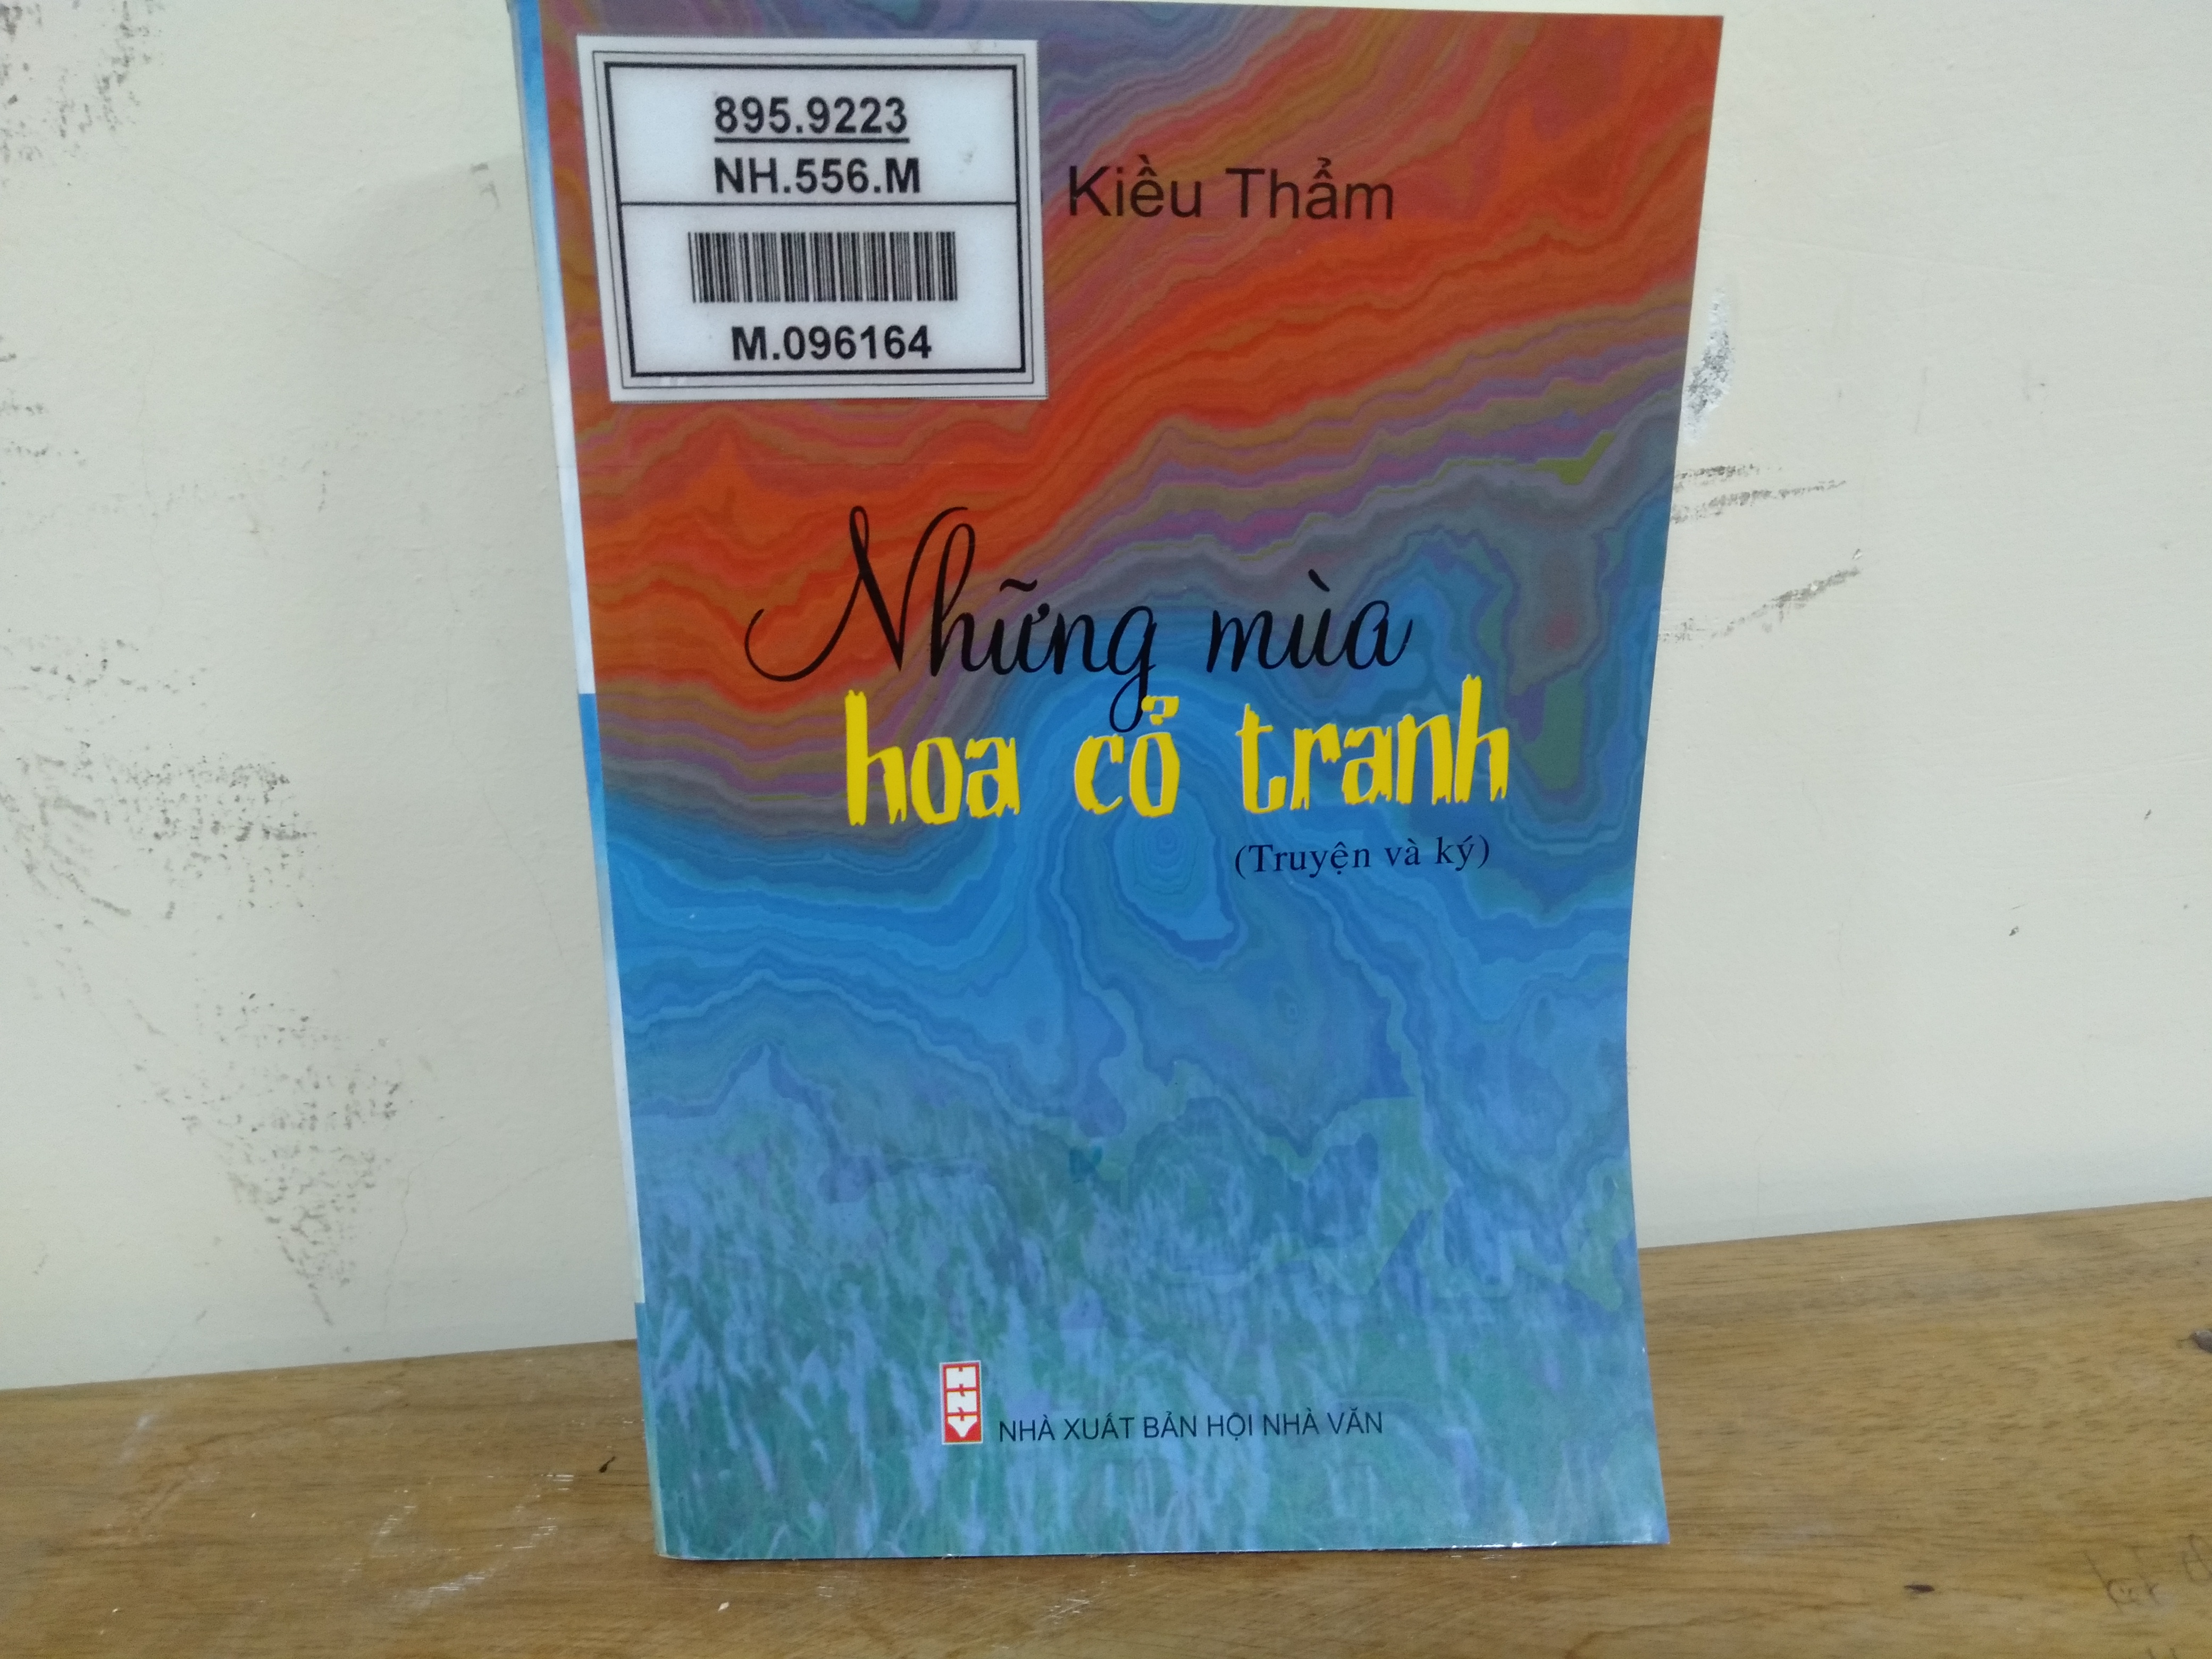 895.9223
NH.556.M
M.096164
Kiều Thẩm
Những mùa
hoa cỏ tranh
(Truyện và ký)
HNV
NHÀ XUẤT BẢN HỘI NHÀ VĂN